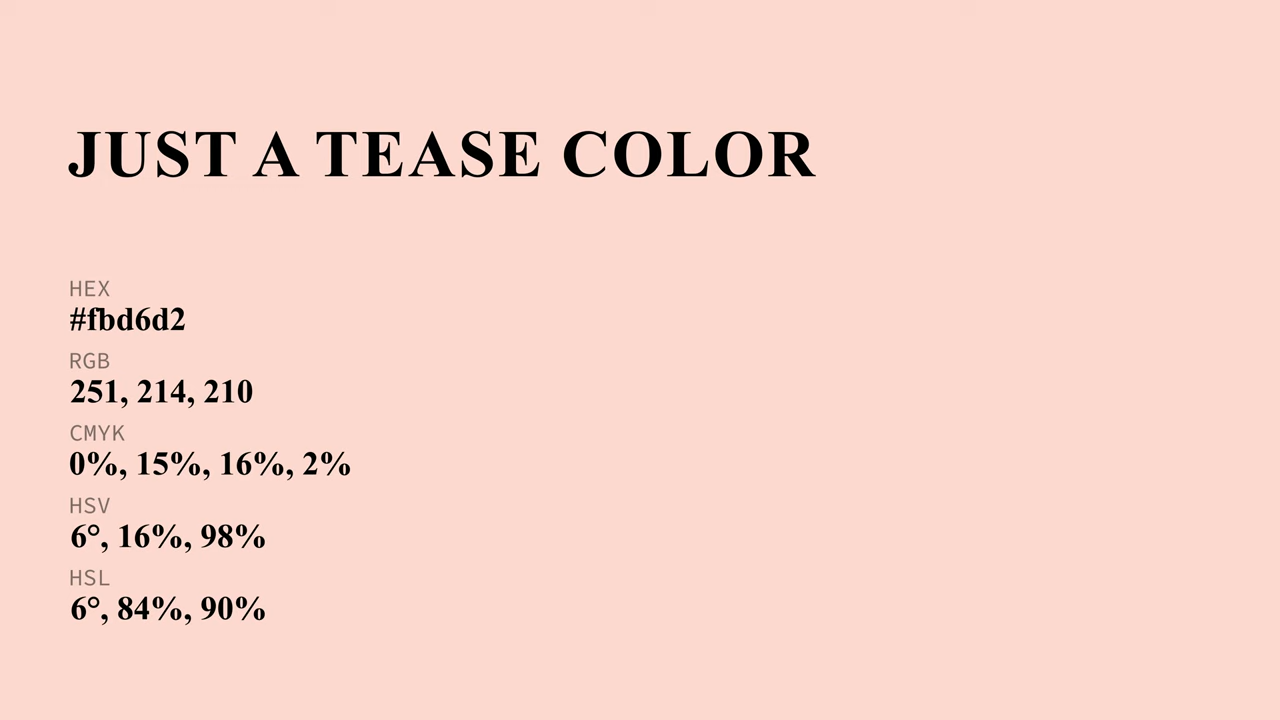 JUST A TEASE COLOR
HEX
#fbd6d2
RGB
251, 214, 210
CMYK
0%, 15%, 16%, 2%
HSV
6°, 16%, 98%
HSL
6°, 84%, 90%